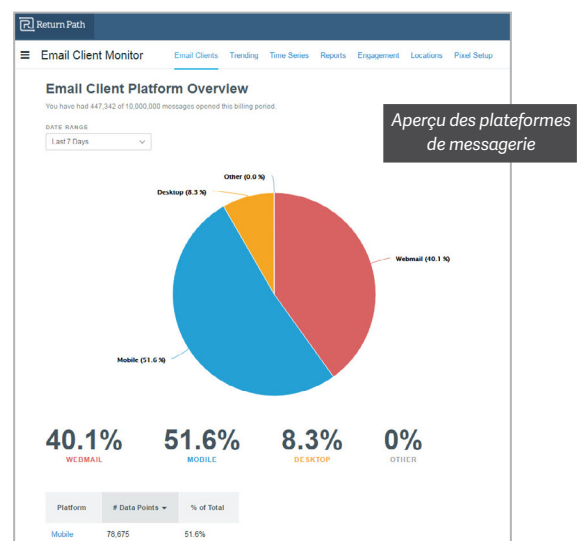 Return Path
Email Client Monitor
Email Clients Trending Time Series Reports Engagement Locations Pixel Setup
Email Client Platform Overview
You have had 447,342 of 10,000,000 messages opened this billing period.
Aperçu des plateformes
de messagerie
DATE RANGE
Last 7 Days
Other (0.0 %)
Desktop (8.3 %)
Webmail (40.1 %)
Mobile (51.6 %)
40.1% 51.6% 8.3% 0%
WEBMAIL MOBILE DESKTOP OTHER
Platform # Data Points % of Total
Mobile 78,675 51.6%